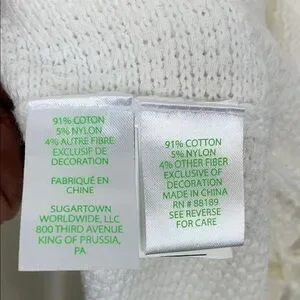 91% COTON
5% NYLON
4% AUTRE FIBRE
EXCLUSIF DE
DECORATION
FABRIQUÉ EN
CHINE
SUGARTOWN
WORLDWIDE, LLC
800 THIRD AVENUE
KING OF PRUSSIA,
PA
91% COTTON
5% NYLON
4% OTHER FIBER
EXCLUSIVE OF
DECORATION
MADE IN CHINA
RN # 88189
SEE REVERSE
FOR CARE